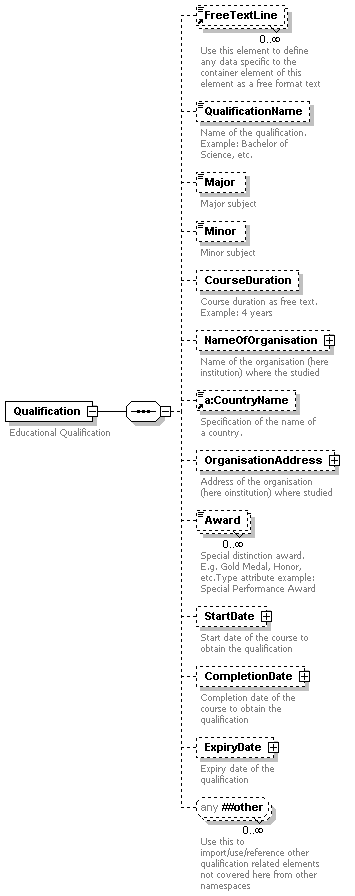 FreeTextLine
0..∞
Use this element to define
any data specific to the
container element of this
element as a free format text
QualificationName
Name of the qualification.
Example: Bachelor of
Science, etc.
Major
Major subject
Minor
Minor subject
CourseDuration
Course duration as free text.
Example: 4 years
NameOfOrganisation
Name of the organisation (here
institution) where the studied
Qualification
Educational Qualification
a:CountryName
Specification of the name of
a country.
OrganisationAddress
Address of the organisation
(here oinstitution) where studied
Award
0..∞
Special distinction award.
E.g. Gold Medal, Honor,
etc.Type attribute example:
Special Performance Award
StartDate
Start date of the course to
obtain the qualification
CompletionDate
Completion date of the
course to obtain the
qualification
ExpiryDate
Expiry date of the
qualification
any ##other
0..∞
Use this to
import/use/reference other
qualification related elements
not covered here from other
namespaces